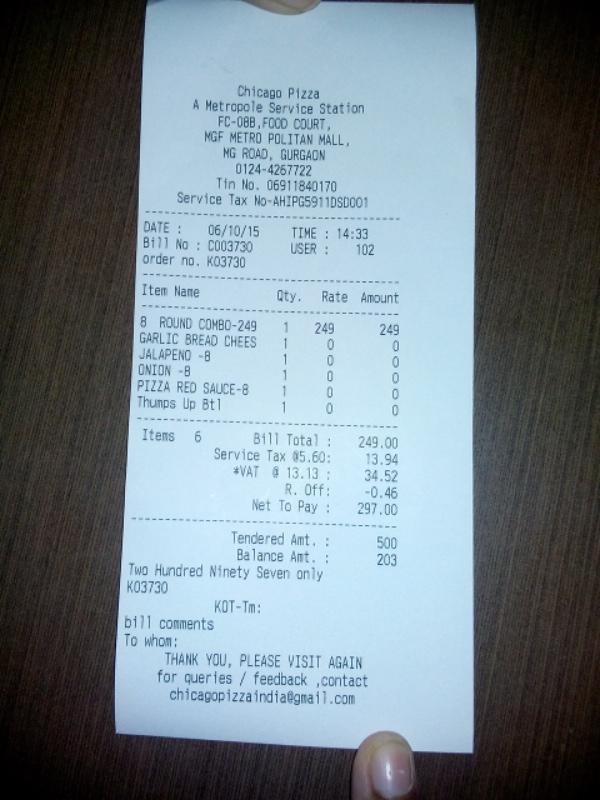 Chicago Pizza
A Metropole Service Station
FC-08B,FOOD COURT,
MGF METRO POLITAN MALL,
MG ROAD, GURGAON
0124-4267722
Tin No. 06911840170
Service Tax No-AHIPG5911DSD001
DATE : 06/10/15 TIME : 14:33
Bill No : C003730 USER : 102
order no. K03730
Item Name Qty. Rate Amount
8 ROUND COMBO-249 1 249 249
GARLIC BREAD CHEES 1 0 0
JALAPENO -8 1 0 0
ONION -8 1 0 0
PIZZA RED SAUCE-8 1 0 0
Thumps Up Btl 1 0 0
Items 6 Bill Total : 249.00
Service Tax @5.60: 13.94
*VAT @ 13.13 : 34.52
R. Off: -0.46
Net To Pay : 297.00
Tendered Amt. : 500
Balance Amt. : 203
Two Hundred Ninety Seven only
K03730
KOT-Tm:
bill comments
To whom:
THANK YOU, PLEASE VISIT AGAIN
for queries / feedback ,contact
chicagopizzaindia@gmail.com